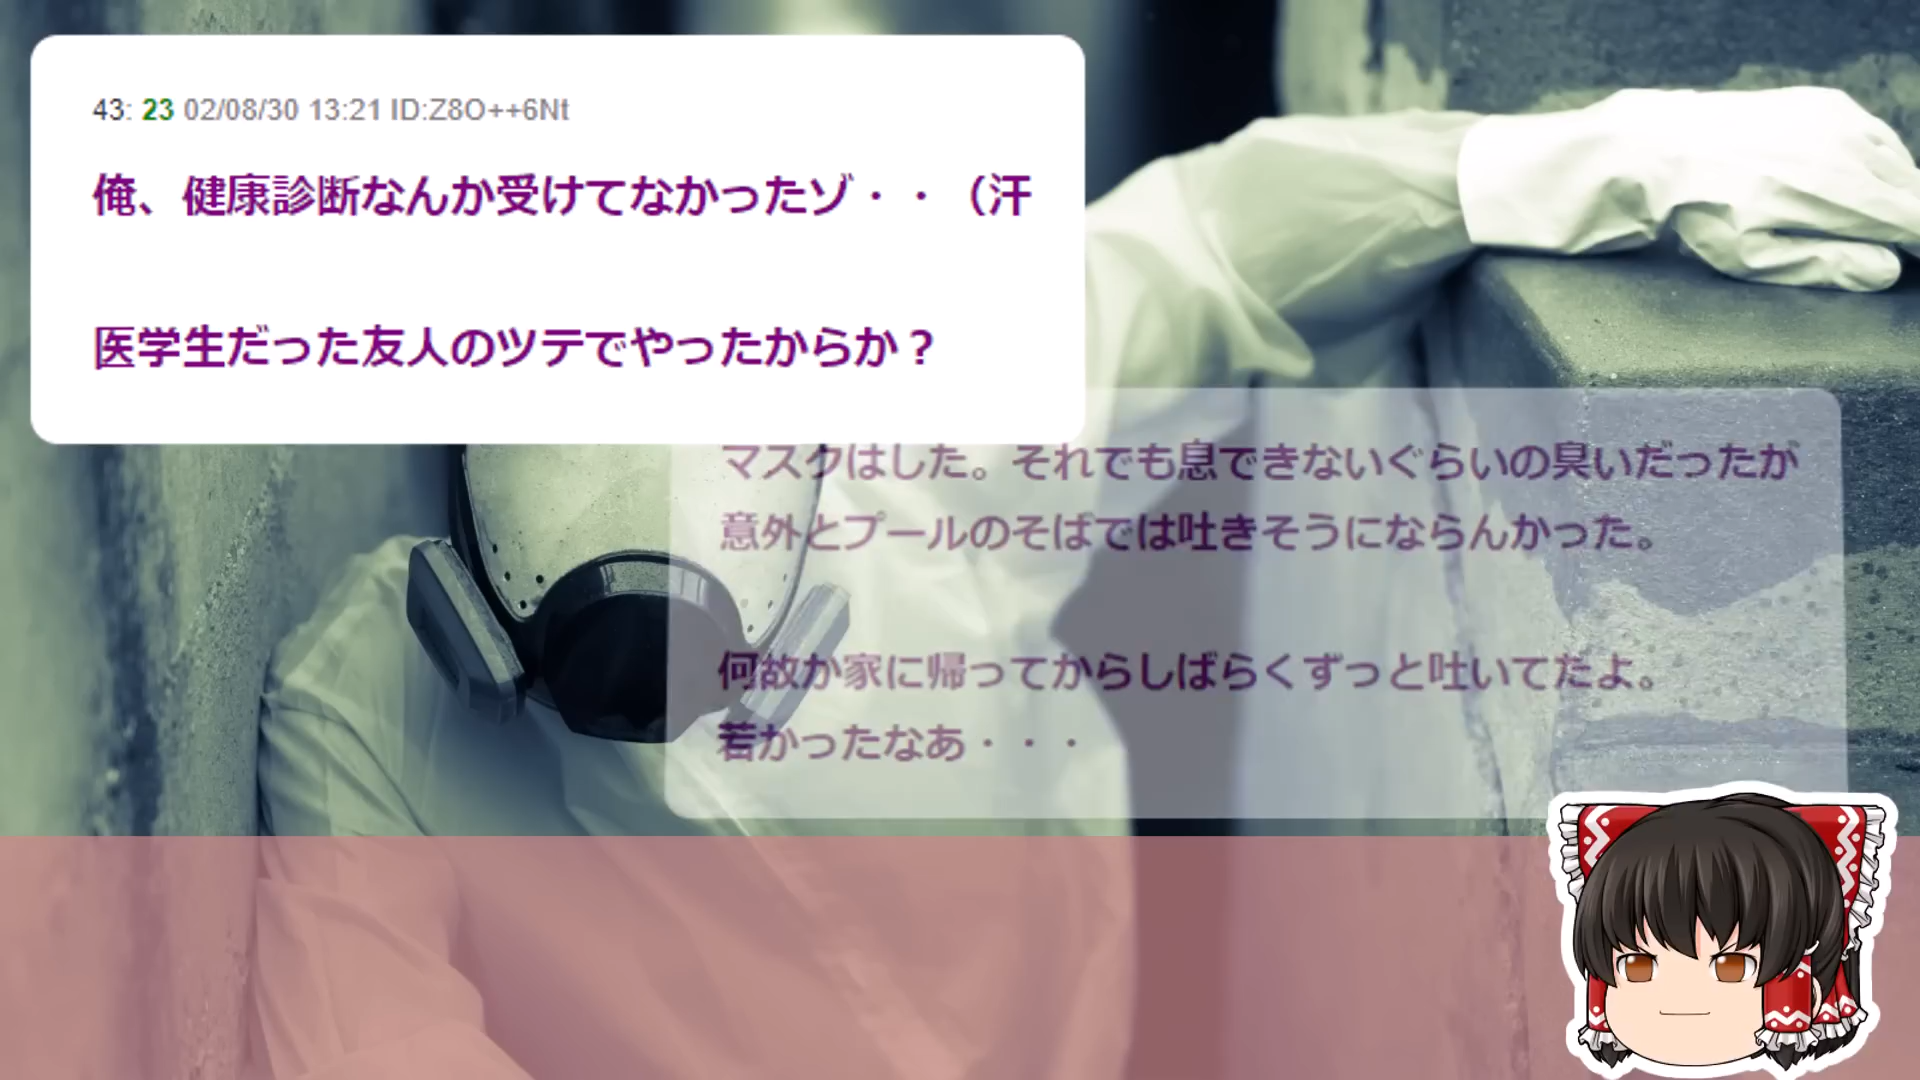 43: 23 02/08/30 13:21 ID:Z8O++6Nt
俺、健康診断なんか受けてなかったゾ・・（汗
医学生だった友人のツテでやったからか？
マスクはした。それでも息できないぐらいの臭いだったが
意外とプールのそばでは吐きそうにならんかった。
何故か家に帰ってからしばらくずっと吐いてたよ。
若かったなあ・・・